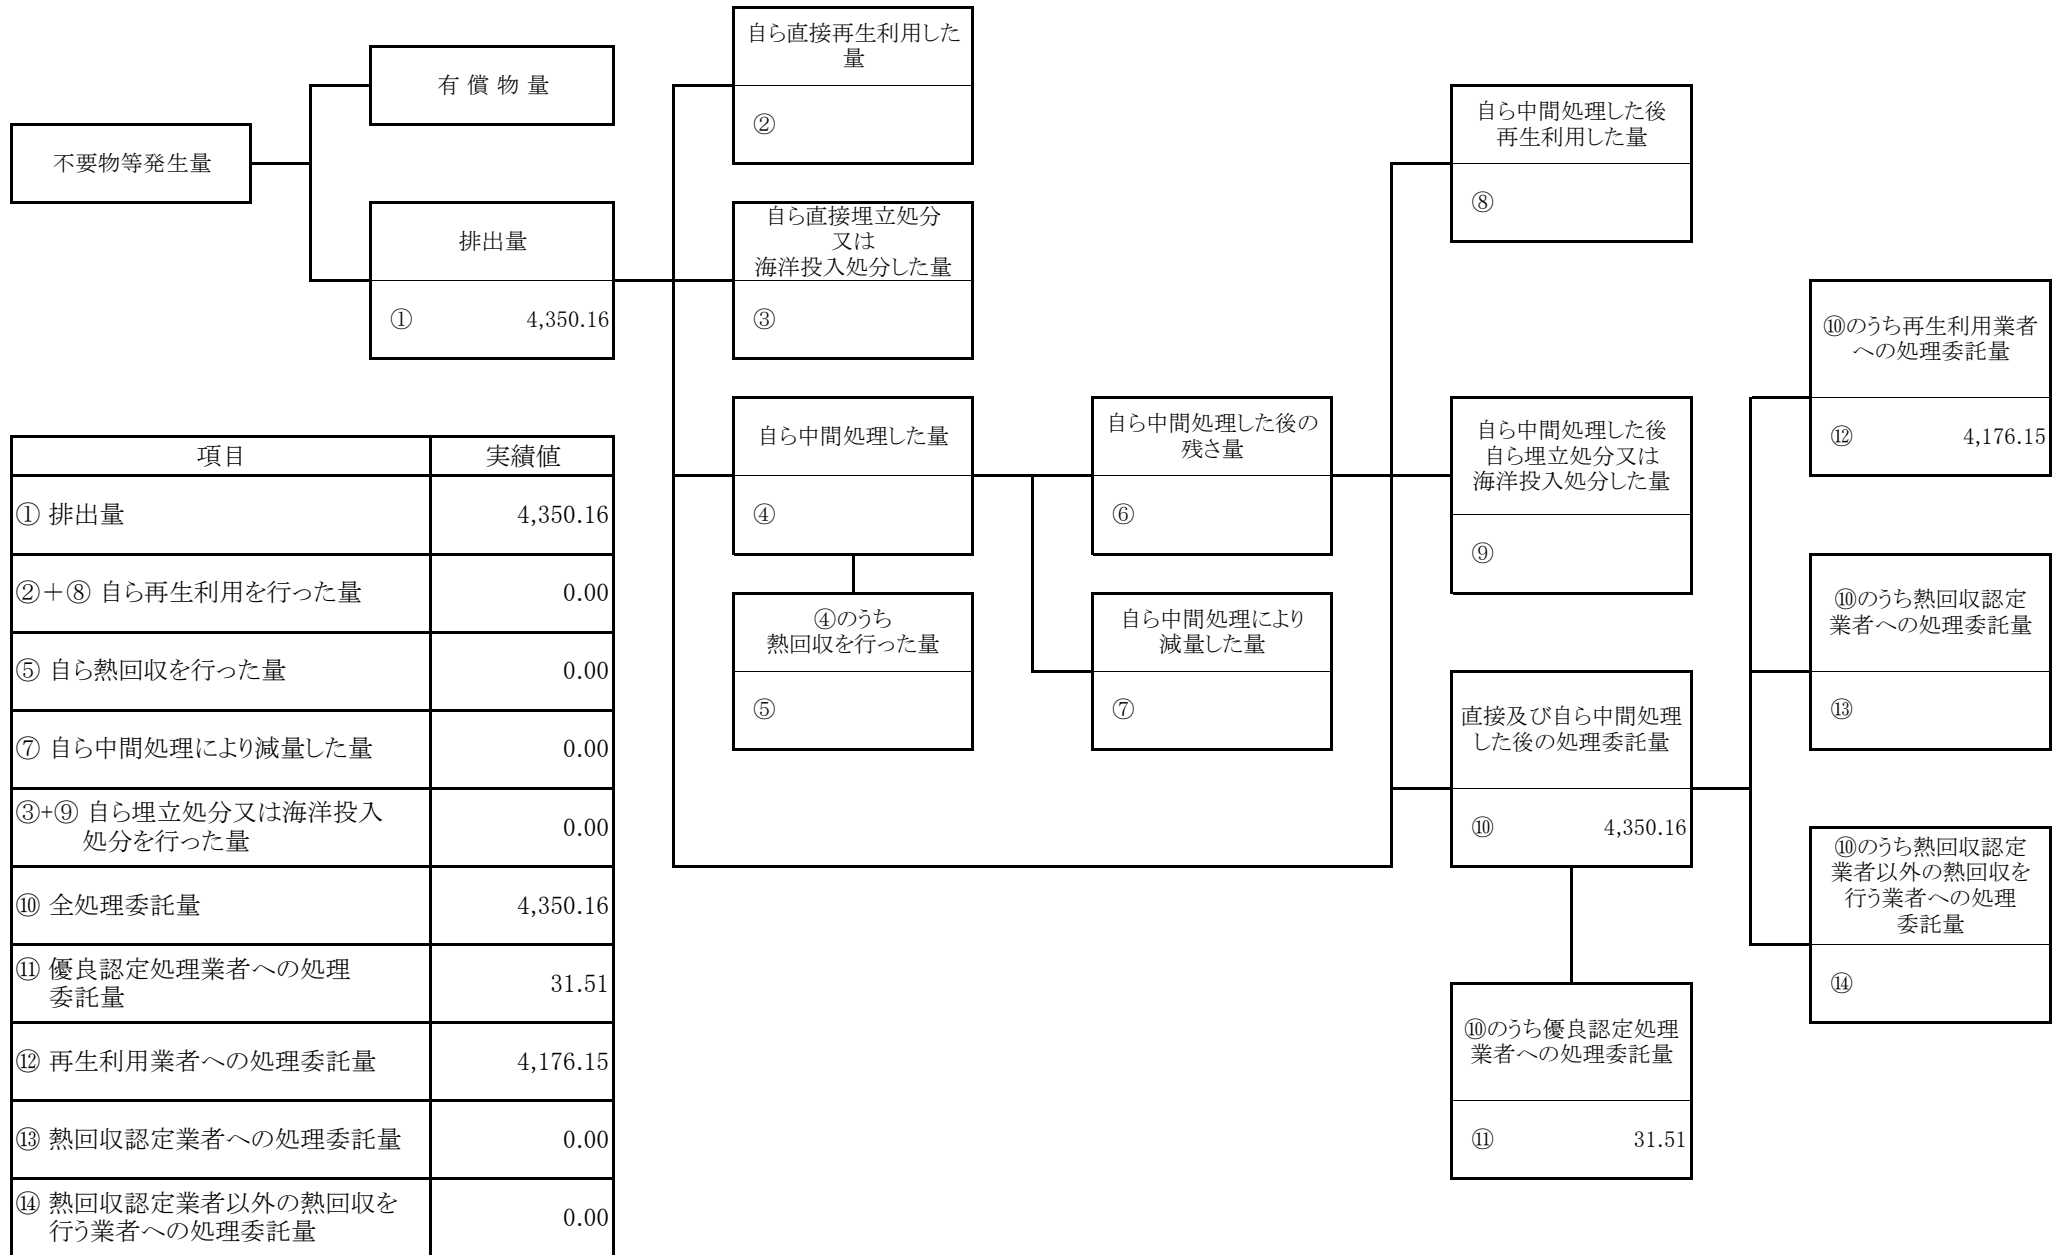 不要物等発生量
有 償 物 量
排出量
① 4,350.16
自ら直接再生利用した
量
②
自ら直接埋立処分
又は
海洋投入処分した量
③
自ら中間処理した量
④
④のうち
熱回収を行った量
⑤
自ら中間処理した後の
残さ量
⑥
自ら中間処理により
減量した量
⑦
自ら中間処理した後
再生利用した量
⑧
自ら中間処理した後
自ら埋立処分又は
海洋投入処分した量
⑨
直接及び自ら中間処理
した後の処理委託量
⑩ 4,350.16
⑩のうち優良認定処理
業者への処理委託量
⑪ 31.51
⑩のうち再生利用業者
への処理委託量
⑫ 4,176.15
⑩のうち熱回収認定
業者への処理委託量
⑬
⑩のうち熱回収認定
業者以外の熱回収を
行う業者への処理
委託量
⑭
項目 実績値
① 排出量 4,350.16
②＋⑧ 自ら再生利用を行った量 0.00
⑤ 自ら熱回収を行った量 0.00
⑦ 自ら中間処理により減量した量 0.00
③+⑨ 自ら埋立処分又は海洋投入
処分を行った量 0.00
⑩ 全処理委託量 4,350.16
⑪ 優良認定処理業者への処理
委託量 31.51
⑫ 再生利用業者への処理委託量 4,176.15
⑬ 熱回収認定業者への処理委託量 0.00
⑭ 熱回収認定業者以外の熱回収を
行う業者への処理委託量 0.00